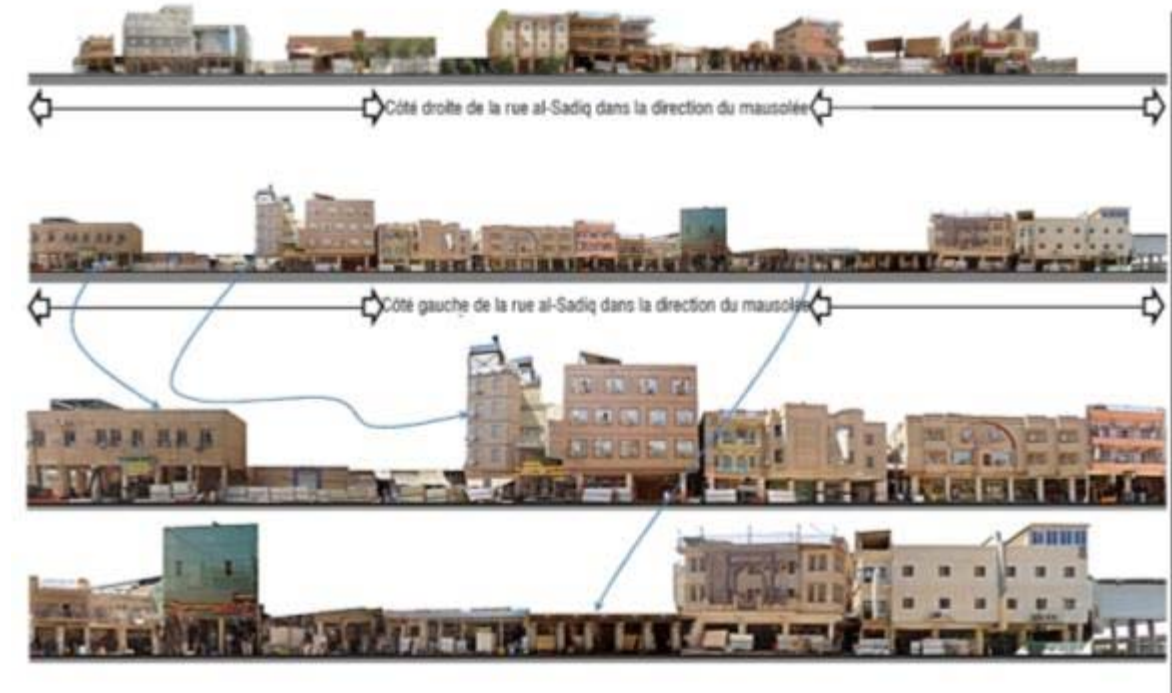 Côté droite de la rue al-Sadiq dans la direction du mausolée
Côté gauche de la rue al-Sadiq dans la direction du mausolée